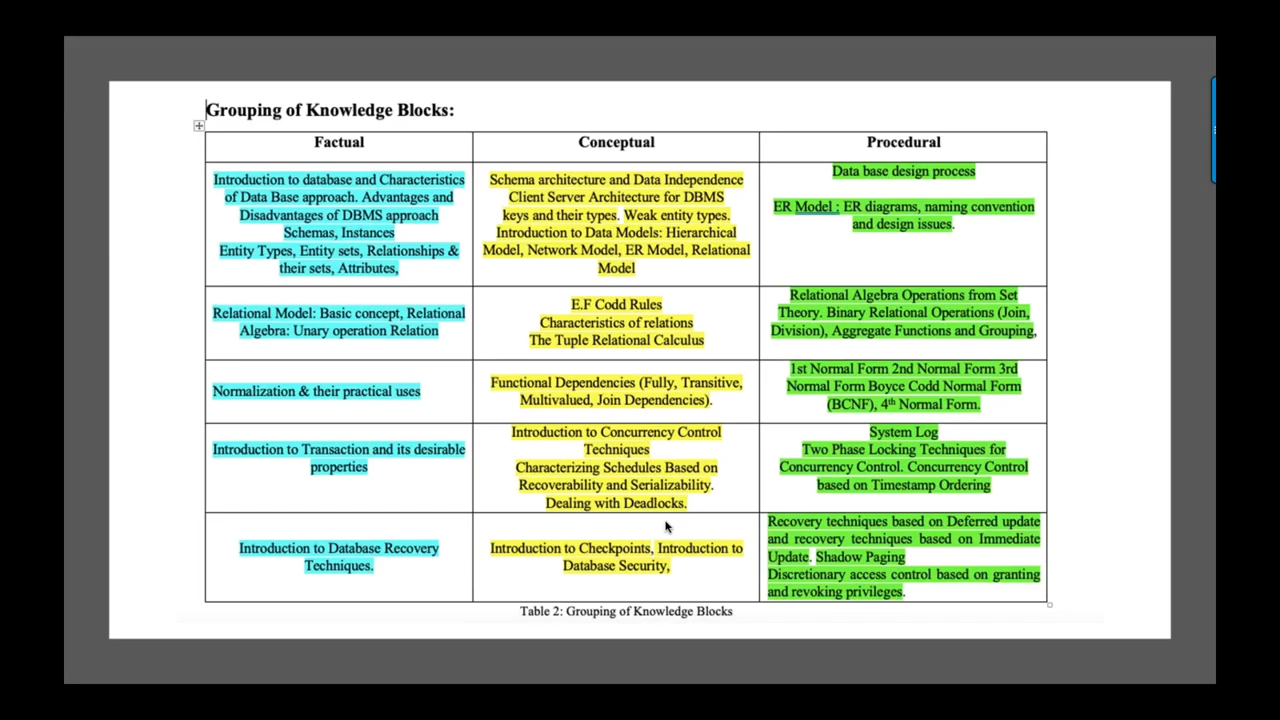 Grouping of Knowledge Blocks:
Factual
Conceptual
Procedural
Introduction to database and Characteristics
of Data Base approach. Advantages and
Disadvantages of DBMS approach
Schemas, Instances
Entity Types, Entity sets, Relationships &
their sets, Attributes,
Schema architecture and Data Independence
Client Server Architecture for DBMS
keys and their types. Weak entity types.
Introduction to Data Models: Hierarchical
Model, Network Model, ER Model, Relational
Model
Data base design process
ER Model : ER diagrams, naming convention
and design issues.
Relational Model: Basic concept, Relational
Algebra: Unary operation Relation
E.F Codd Rules
Characteristics of relations
The Tuple Relational Calculus
Relational Algebra Operations from Set
Theory. Binary Relational Operations (Join,
Division), Aggregate Functions and Grouping,
Normalization & their practical uses
Functional Dependencies (Fully, Transitive,
Multivalued, Join Dependencies).
1st Normal Form 2nd Normal Form 3rd
Normal Form Boyce Codd Normal Form
(BCNF), 4th Normal Form.
Introduction to Transaction and its desirable
properties
Introduction to Concurrency Control
Techniques
Characterizing Schedules Based on
Recoverability and Serializability.
Dealing with Deadlocks.
System Log
Two Phase Locking Techniques for
Concurrency Control. Concurrency Control
based on Timestamp Ordering
Introduction to Database Recovery
Techniques.
Introduction to Checkpoints, Introduction to
Database Security,
Recovery techniques based on Deferred update
and recovery techniques based on Immediate
Update. Shadow Paging
Discretionary access control based on granting
and revoking privileges.
Table 2: Grouping of Knowledge Blocks